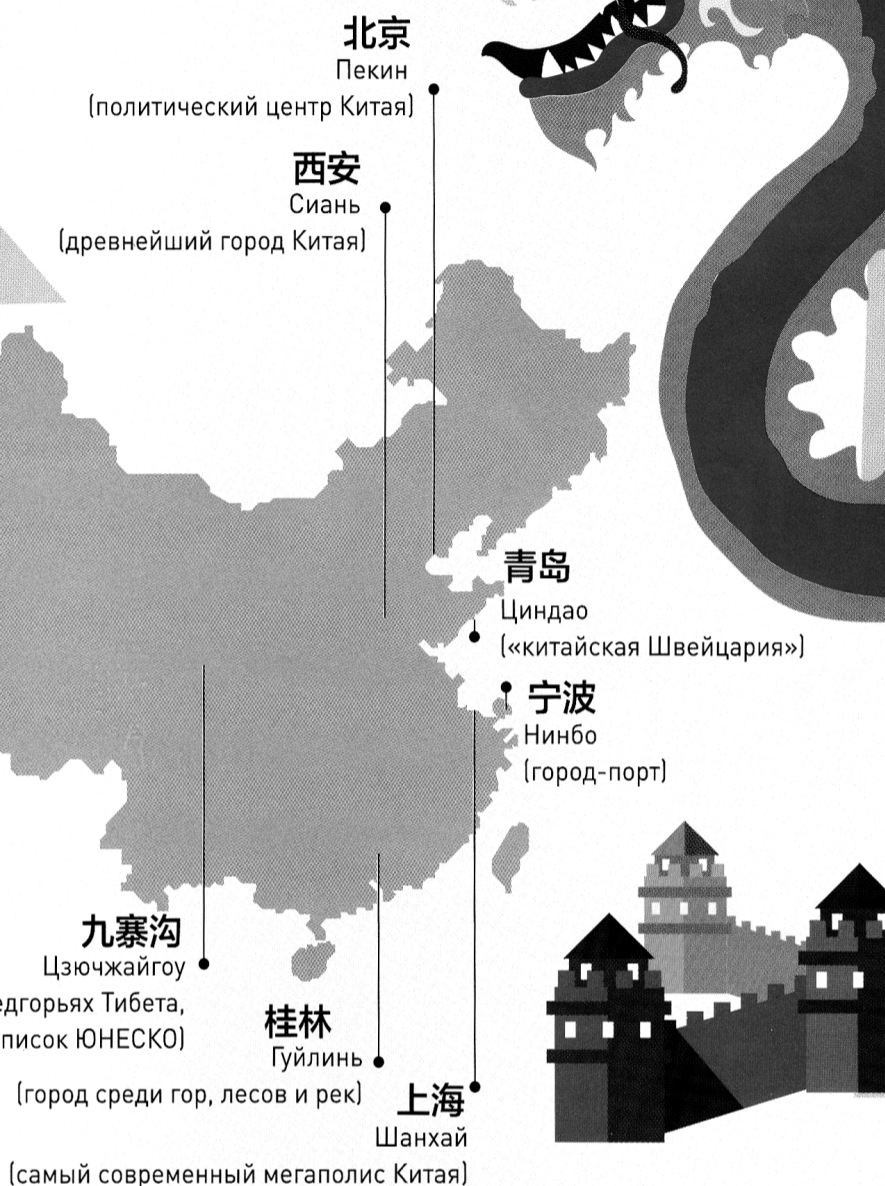 北京
Пекин
(политический центр Китая)
西安
Сиань
(древнейший город Китая)
青岛
Циндао
(«китайская Швейцария»)
宁波
Нинбо
(город-порт)
九寨沟
Цзючжайгоу
Тибета,
ЮНЕСКО)
桂林
Гуйлинь
(город среди гор, лесов и рек)
上海
Шанхай
(самый современный мегаполис Китая)